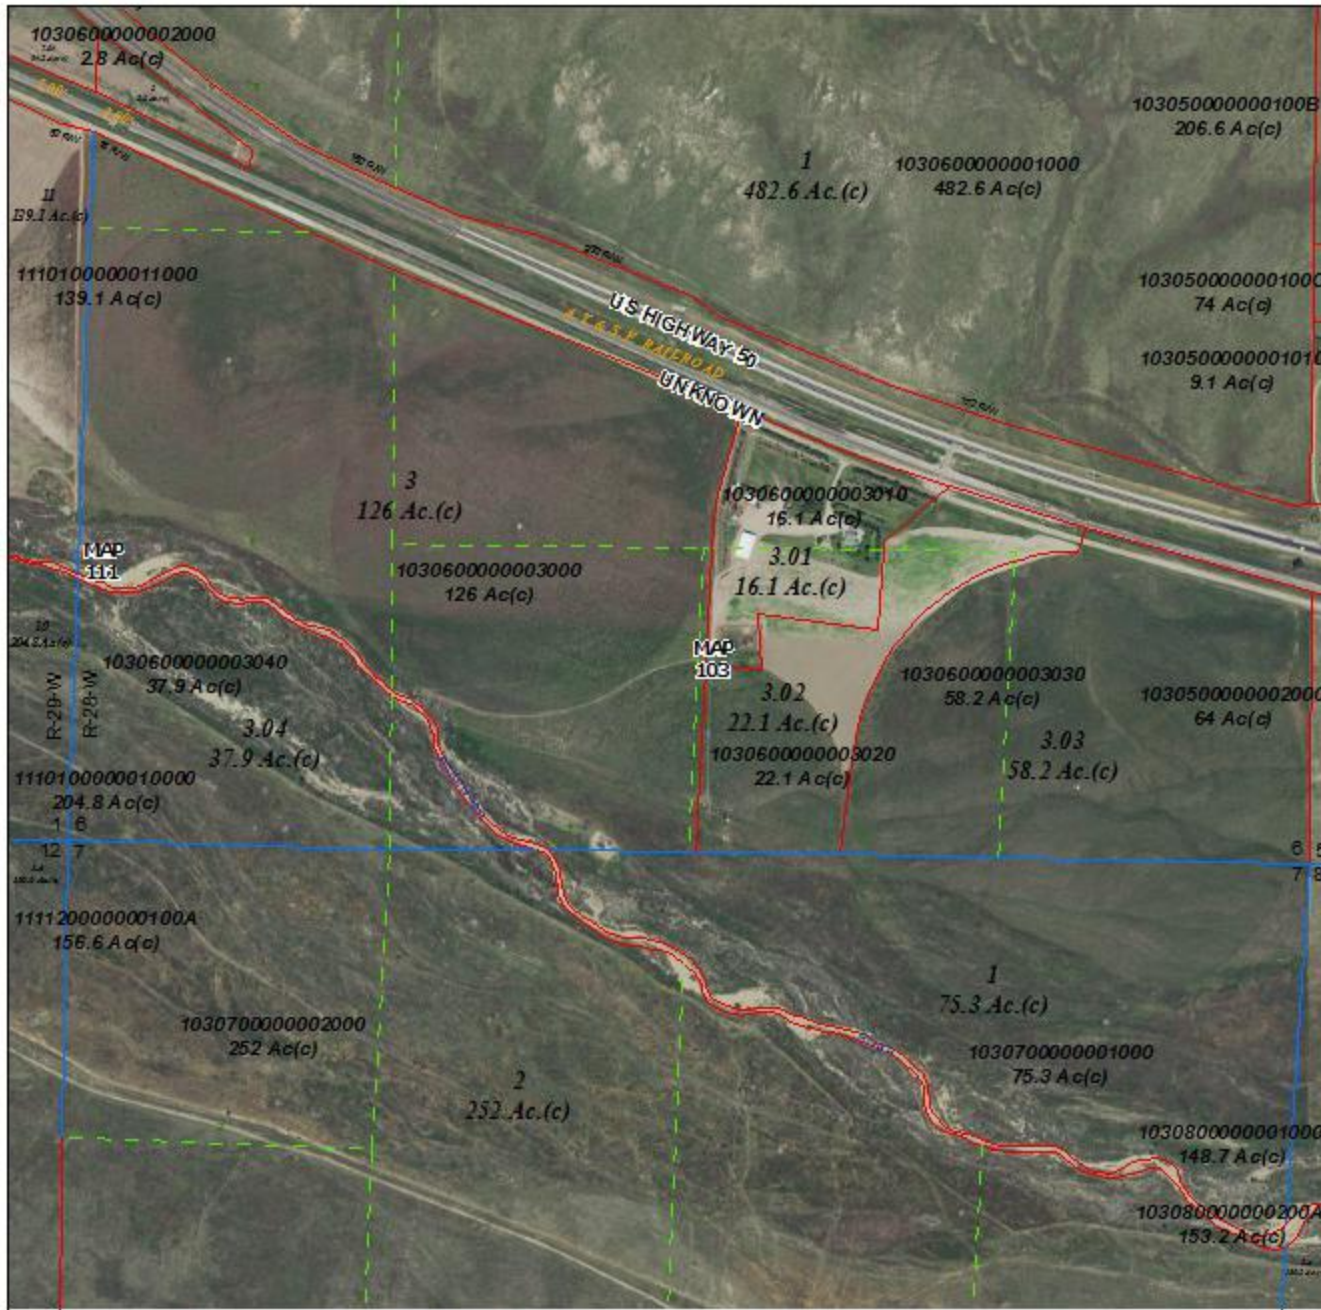 1030600000002000
2.8 Ac(c)
103050000000100B
206.6 Ac(c)
1
482.6 Ac.(c)
1030600000001000
482.6 Ac(c)
11
139.1 Ac.(c)
1110100000011000
139.1 Ac(c)
US HIGHWAY 50
A T & S F RAILROAD
UNKNOWN
103050000000100C
74 Ac(c)
1030500000001010
9.1 Ac(c)
3
126 Ac.(c)
1030600000003010
16.1 Ac(c)
3.01
16.1 Ac.(c)
MAP
111
1030600000003000
126 Ac(c)
MAP
103
1030600000003040
37.9 Ac(c)
R-29-W
R-28-W
3.04
37.9 Ac.(c)
3.02
22.1 Ac.(c)
1030600000003020
22.1 Ac(c)
1030600000003030
58.2 Ac(c)
3.03
58.2 Ac.(c)
1030500000002000
64 Ac(c)
1110100000010000
204.8 Ac(c)
1 6
12 7
6 5
7 8
111120000000100A
156.6 Ac(c)
1
75.3 Ac.(c)
1030700000002000
252 Ac(c)
1030700000001000
75.3 Ac(c)
2
252 Ac.(c)
1030800000001000
148.7 Ac(c)
103080000000200A
153.2 Ac(c)